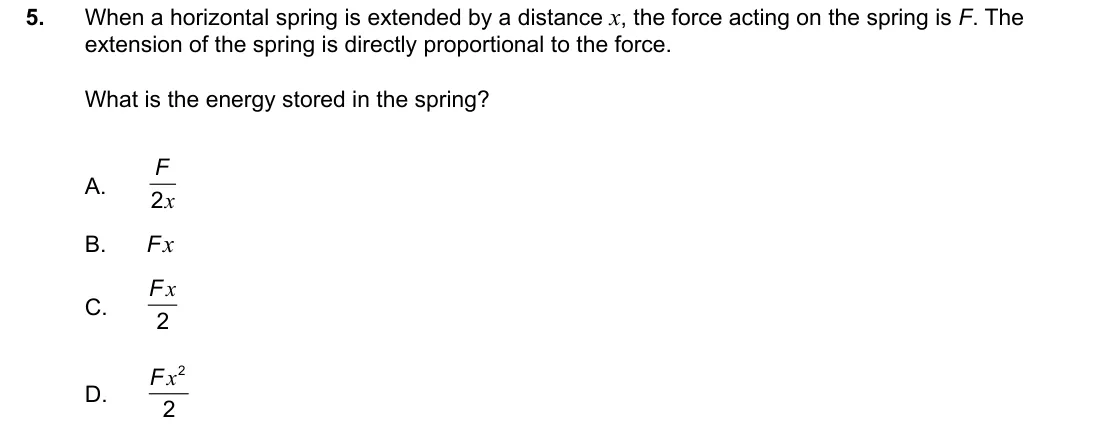 5. When a horizontal spring is extended by a distance x, the force acting on the spring is F. The
extension of the spring is directly proportional to the force.
What is the energy stored in the spring?
A. F/2x
B. Fx
C. Fx/2
D. Fx²/2